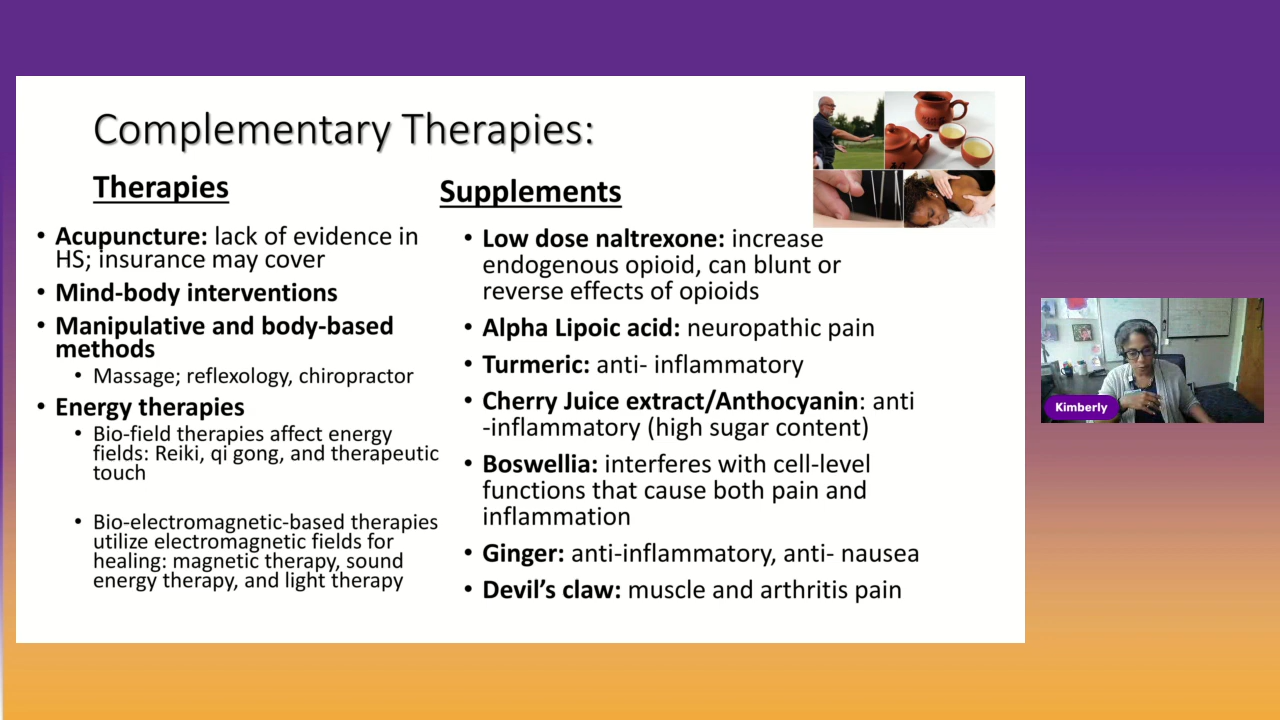 Complementary Therapies:
Therapies
• Acupuncture: lack of evidence in
HS; insurance may cover
• Mind-body interventions
• Manipulative and body-based
methods
• Massage; reflexology, chiropractor
• Energy therapies
• Bio-field therapies affect energy
fields: Reiki, qi gong, and therapeutic
touch
• Bio-electromagnetic-based therapies
utilize electromagnetic fields for
healing: magnetic therapy, sound
energy therapy, and light therapy
Supplements
• Low dose naltrexone: increase
endogenous opioid, can blunt or
reverse effects of opioids
• Alpha Lipoic acid: neuropathic pain
• Turmeric: anti- inflammatory
• Cherry Juice extract/Anthocyanin: anti
-inflammatory (high sugar content)
• Boswellia: interferes with cell-level
functions that cause both pain and
inflammation
• Ginger: anti-inflammatory, anti- nausea
• Devil’s claw: muscle and arthritis pain
Kimberly